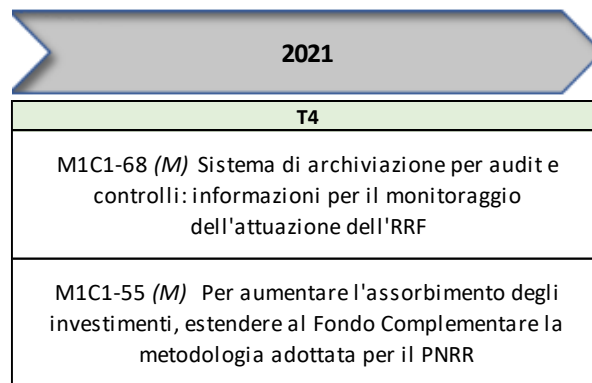 2021
T4
M1C1-68 (M) Sistema di archiviazione per audit e
controlli: informazioni per il monitoraggio
dell'attuazione dell'RRF
M1C1-55 (M) Per aumentare l'assorbimento degli
investimenti, estendere al Fondo Complementare la
metodologia adottata per il PNRR